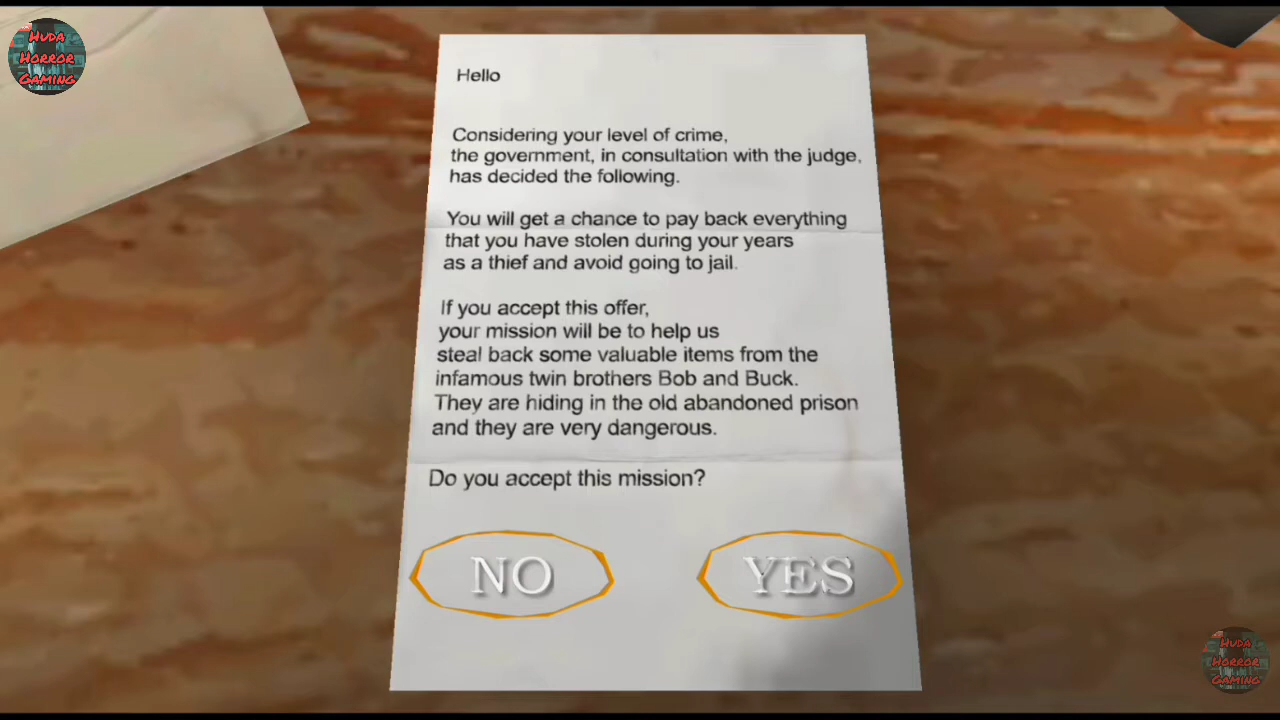 Huda
Horror
Gaming
Hello
Considering your level of crime,
the government, in consultation with the judge,
has decided the following.
You will get a chance to pay back everything
that you have stolen during your years
as a thief and avoid going to jail.
If you accept this offer,
your mission will be to help us
steal back some valuable items from the
infamous twin brothers Bob and Buck.
They are hiding in the old abandoned prison
and they are very dangerous.
Do you accept this mission?
NO YES
Huda
Horror
Gaming